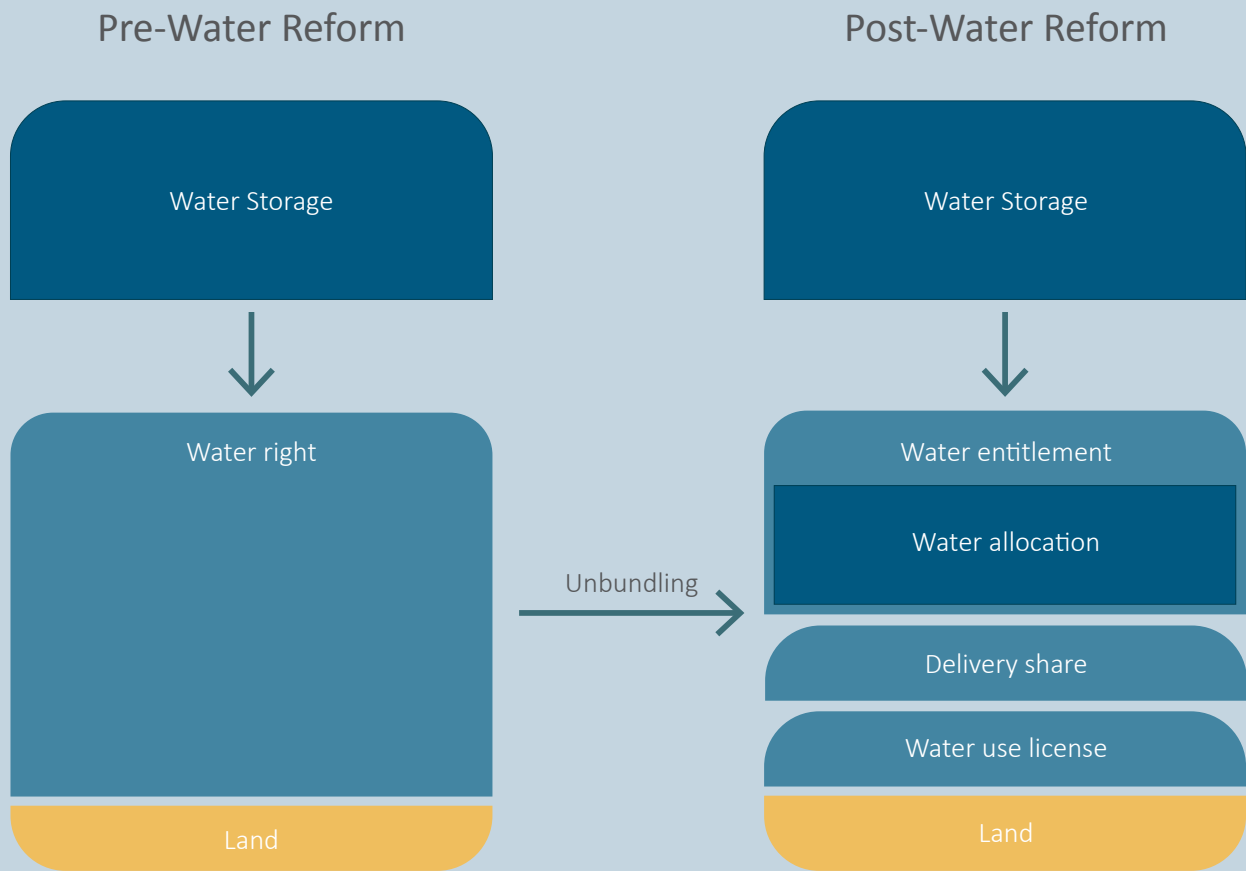 Pre-Water Reform
Water Storage
Water right
Land
Unbundling
Post-Water Reform
Water Storage
Water entitlement
Water allocation
Delivery share
Water use license
Land